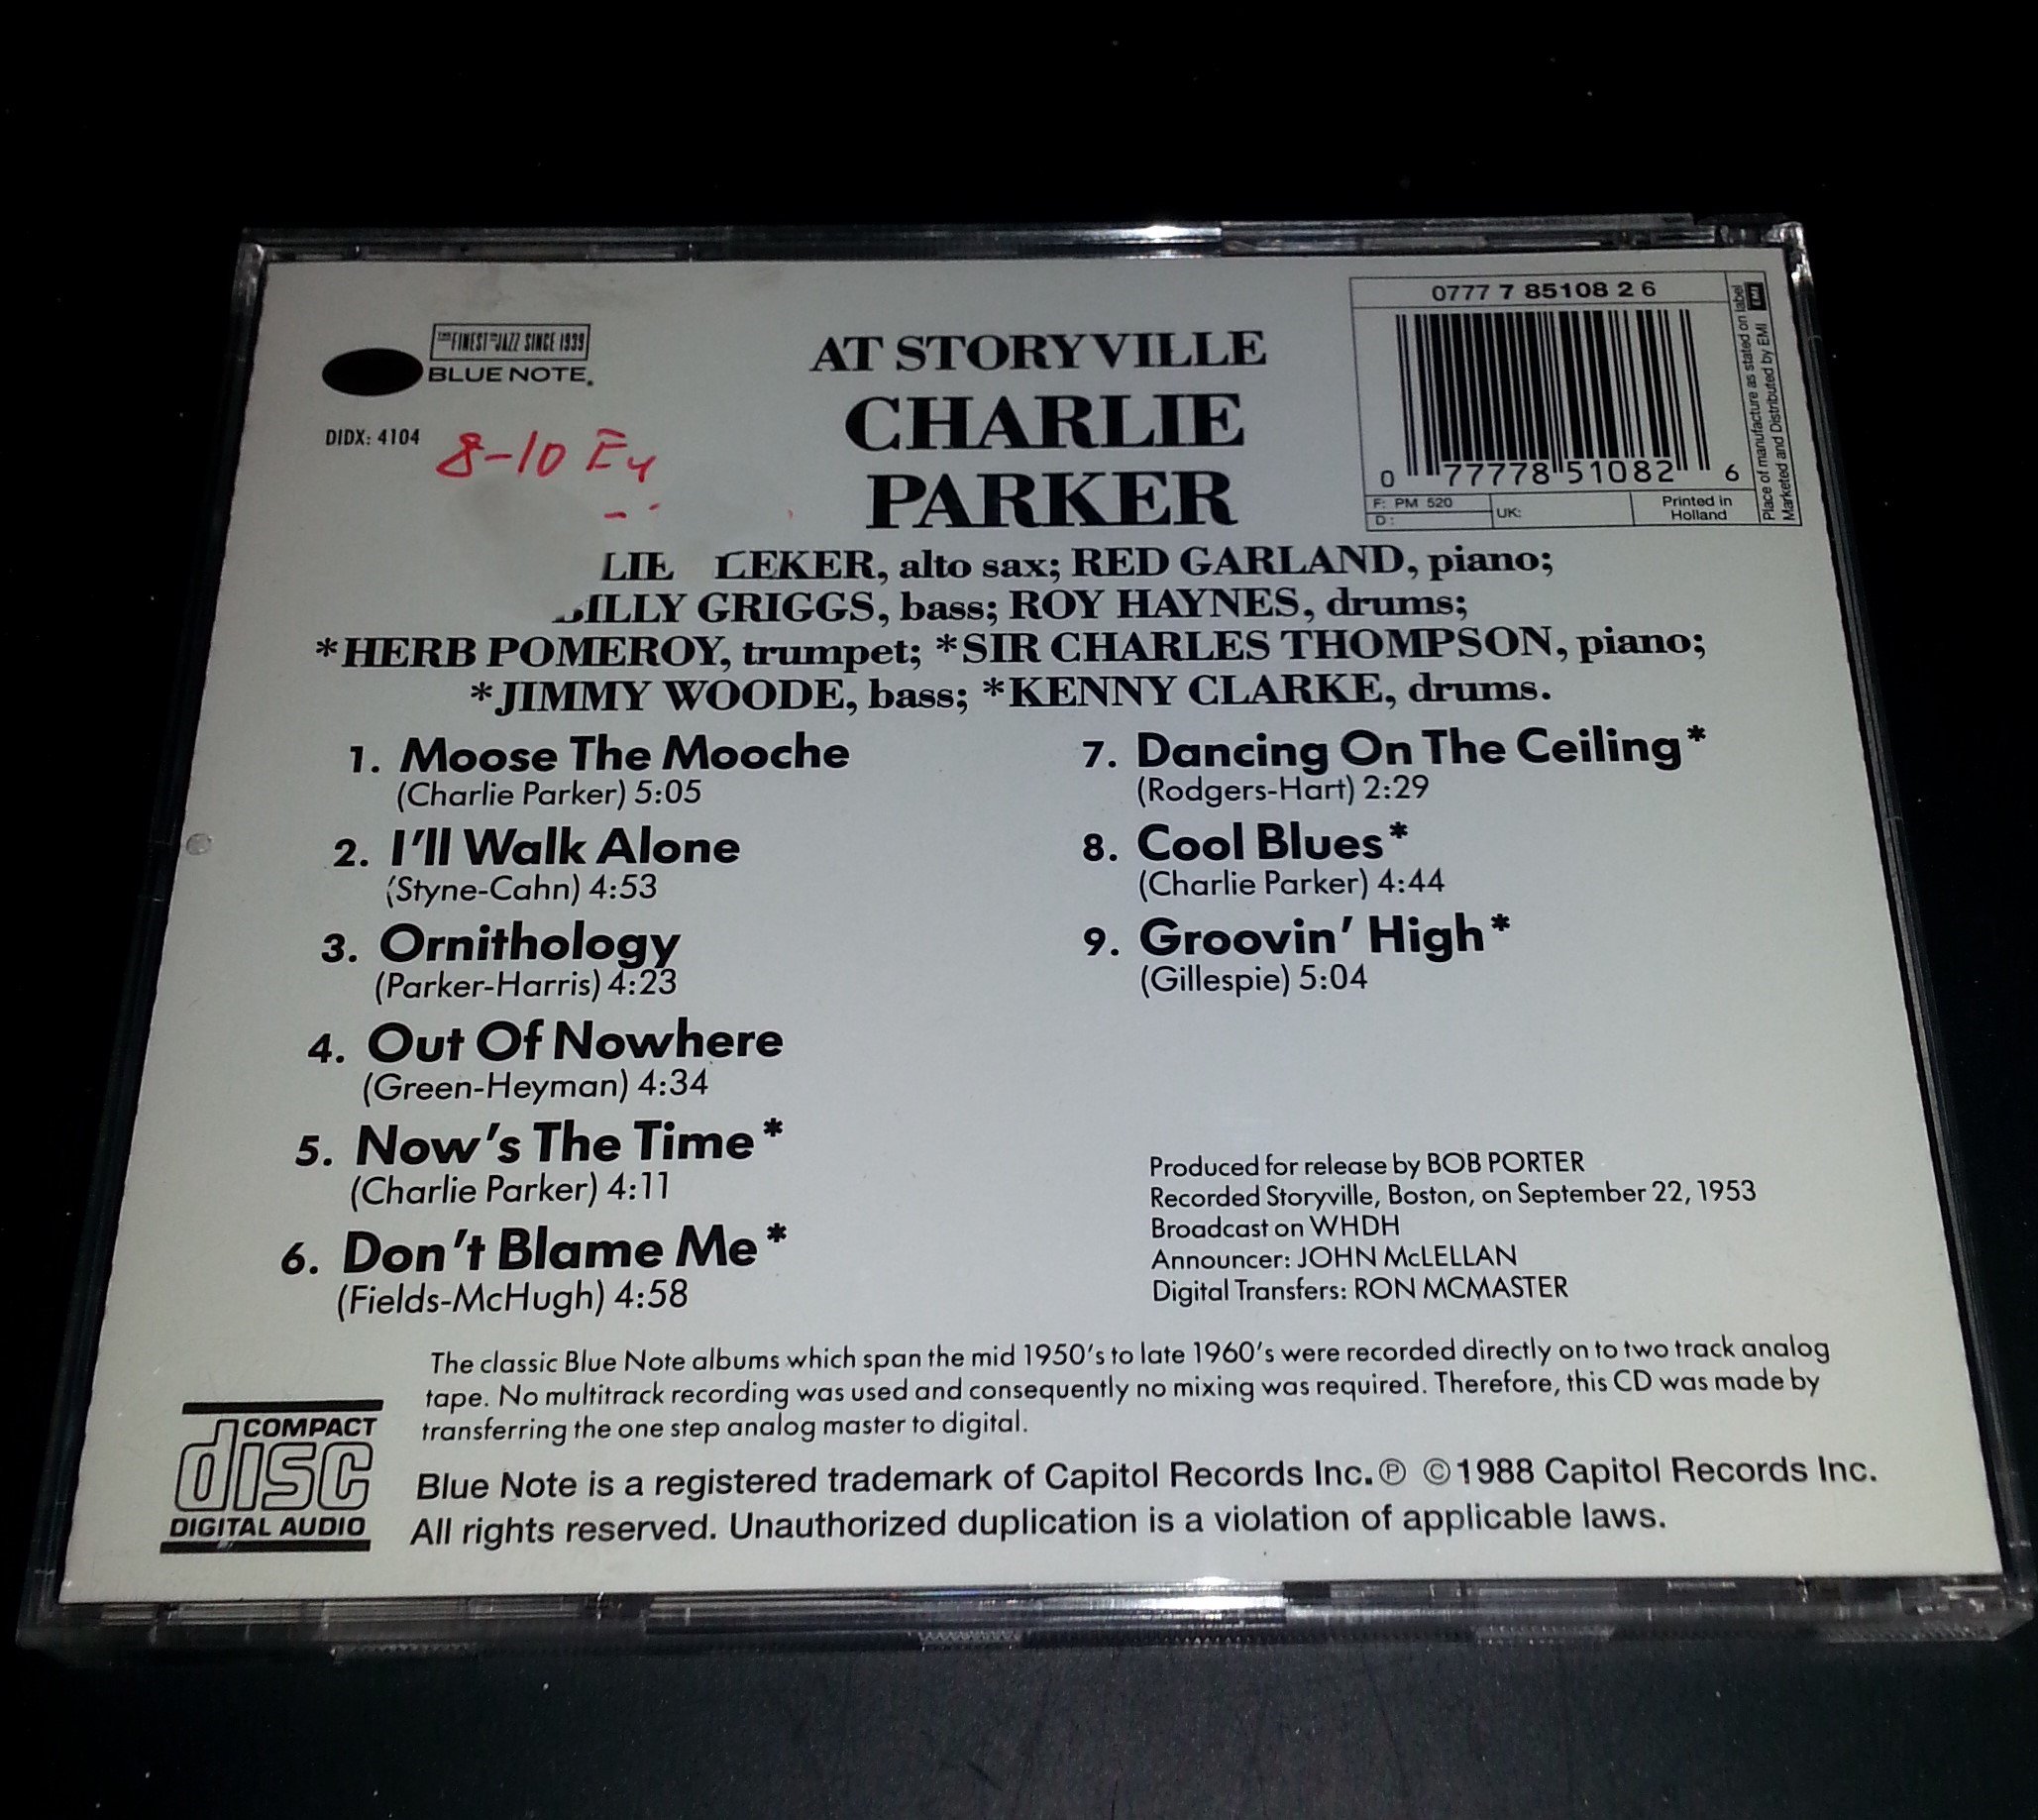 THE FINEST IN JAZZ SINCE 1939
BLUE NOTE.
DIDX: 4104
8-10
AT STORYVILLE
CHARLIE
PARKER
0777 7 85108 2 6
0 77778 51082 6
F: PM 520
D:
UK:
Printed in
Holland
Place of manufacture as stated on label
Marketed and Distributed by EMI
EMI
alto sax; RED GARLAND, piano;
GRIGGS, bass; ROY HAYNES, drums;
*HERB POMEROY, trumpet; *SIR CHARLES THOMPSON, piano;
*JIMMY WOODE, bass; *KENNY CLARKE, drums.
1. Moose The Mooche
(Charlie Parker) 5:05
2. I'll Walk Alone
(Styne-Cahn) 4:53
3. Ornithology
(Parker-Harris) 4:23
4. Out Of Nowhere
(Green-Heyman) 4:34
5. Now's The Time*
(Charlie Parker) 4:11
6. Don't Blame Me*
(Fields-McHugh) 4:58
7. Dancing On The Ceiling*
(Rodgers-Hart) 2:29
8. Cool Blues*
(Charlie Parker) 4:44
9. Groovin' High*
(Gillespie) 5:04
Produced for release by BOB PORTER
Recorded Storyville, Boston, on September 22, 1953
Broadcast on WHDH
Announcer: JOHN McLELLAN
Digital Transfers: RON MCMASTER
The classic Blue Note albums which span the mid 1950's to late 1960's were recorded directly on to two track analog
tape. No multitrack recording was used and consequently no mixing was required. Therefore, this CD was made by
transferring the one step analog master to digital.
COMPACT
disc
DIGITAL AUDIO
Blue Note is a registered trademark of Capitol Records Inc. ℗ © 1988 Capitol Records Inc.
All rights reserved. Unauthorized duplication is a violation of applicable laws.